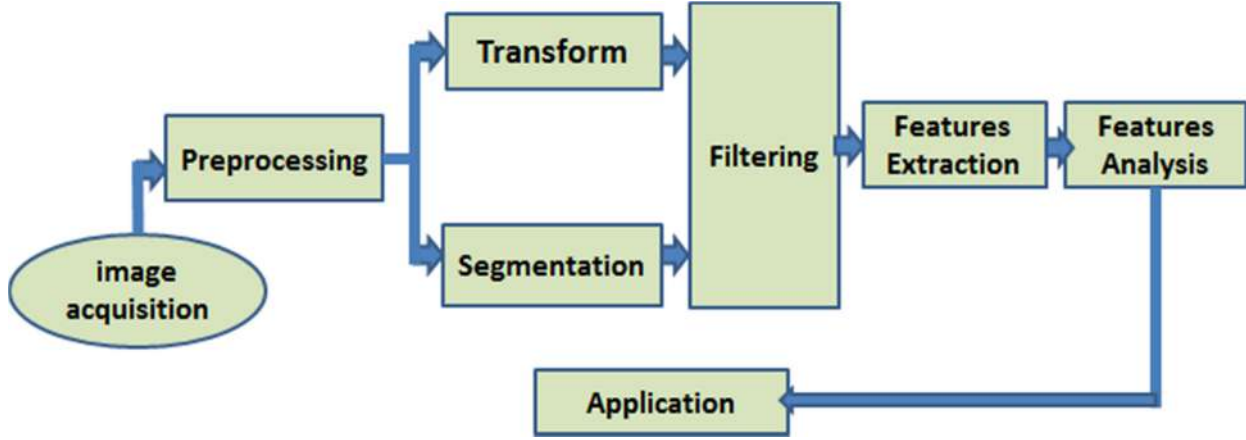 image
acquisition
Preprocessing
Transform
Segmentation
Filtering
Features
Extraction
Features
Analysis
Application